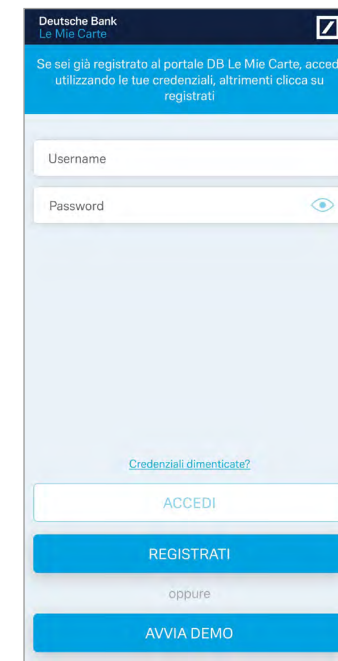 Deutsche Bank
Le Mie Carte
Se sei già registrato al portale DB Le Mie Carte, acced
utilizzando le tue credenziali, altrimenti clicca su
registrati
Username
Password
Credenziali dimenticate?
ACCEDI
REGISTRATI
oppure
AVVIA DEMO